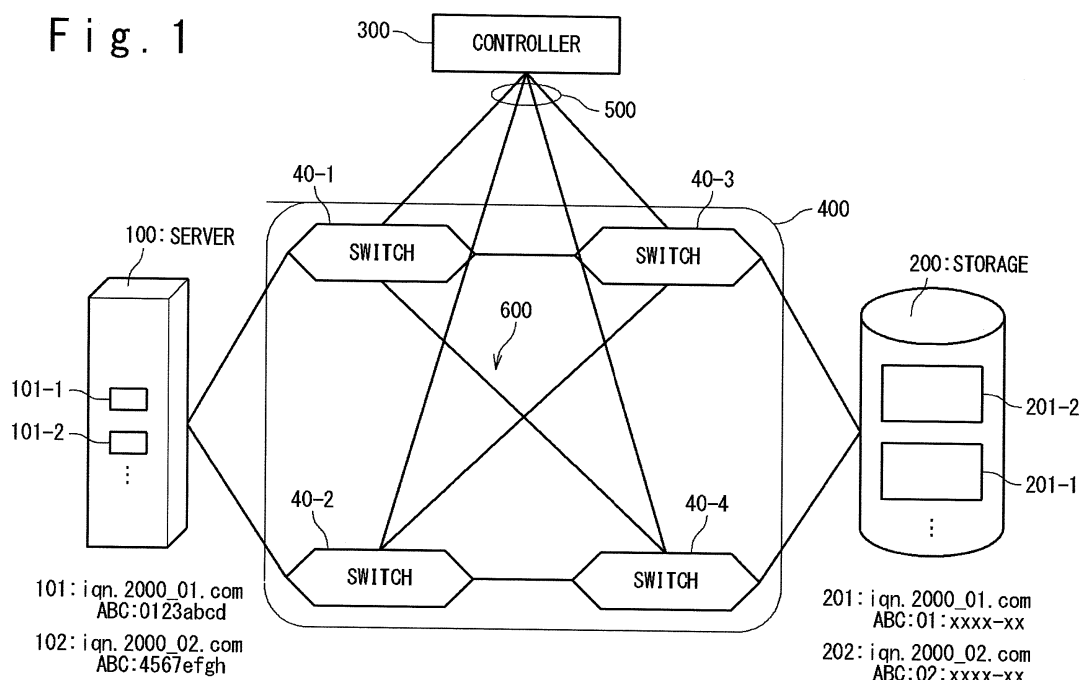 Fig. 1
300
CONTROLLER
500
40-1
40-3
400
100:SERVER
SWITCH
SWITCH
200:STORAGE
600
101-1
101-2
⋮
201-2
201-1
⋮
40-2
40-4
SWITCH
SWITCH
101:iqn.2000_01.com
ABC:0123abcd
102:iqn.2000_02.com
ABC:4567efgh
201:iqn.2000_01.com
ABC:01:xxxx-xx
202:iqn.2000_02.com
ABC:02:xxxx-xx